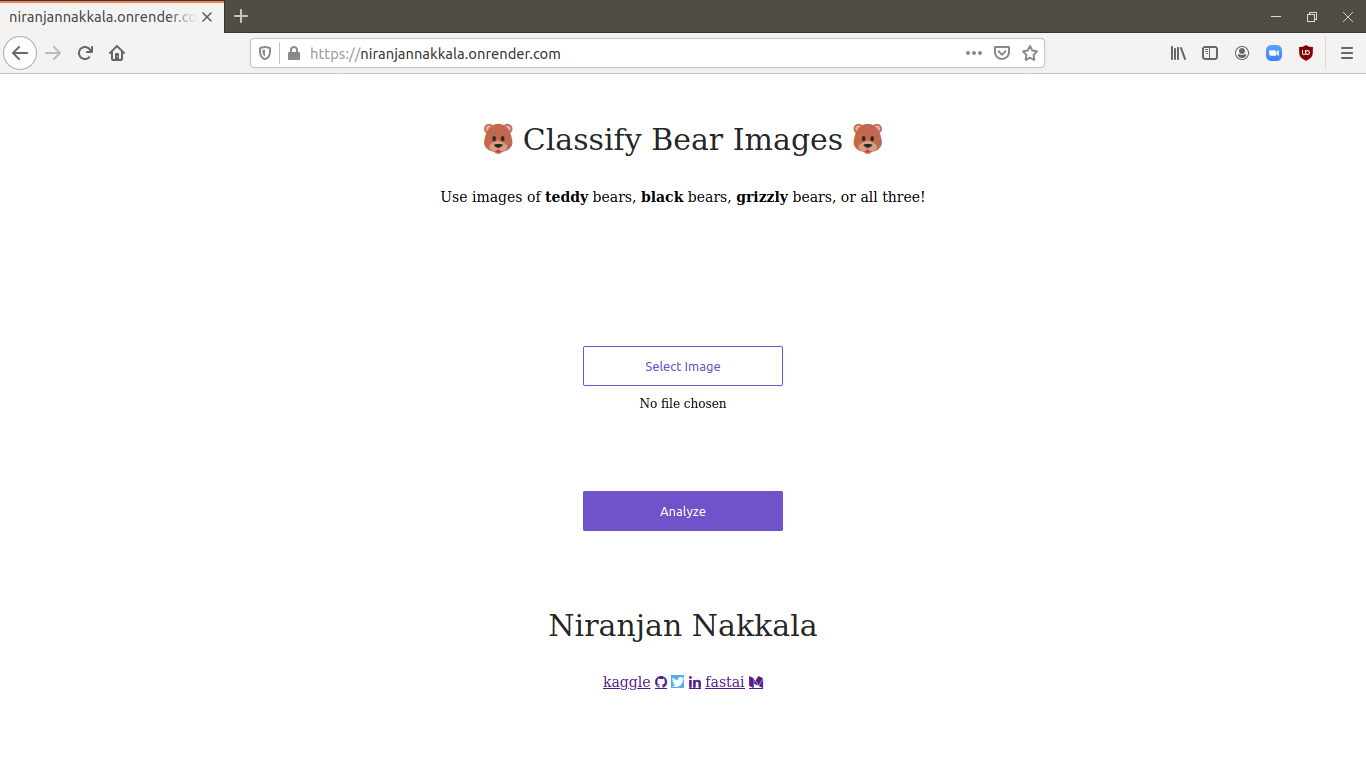 niranjannakkala.onrender.co
https://niranjannakkala.onrender.com
🐻 Classify Bear Images 🐻
Use images of teddy bears, black bears, grizzly bears, or all three!
Select Image
No file chosen
Analyze
Niranjan Nakkala
kaggle in fastai